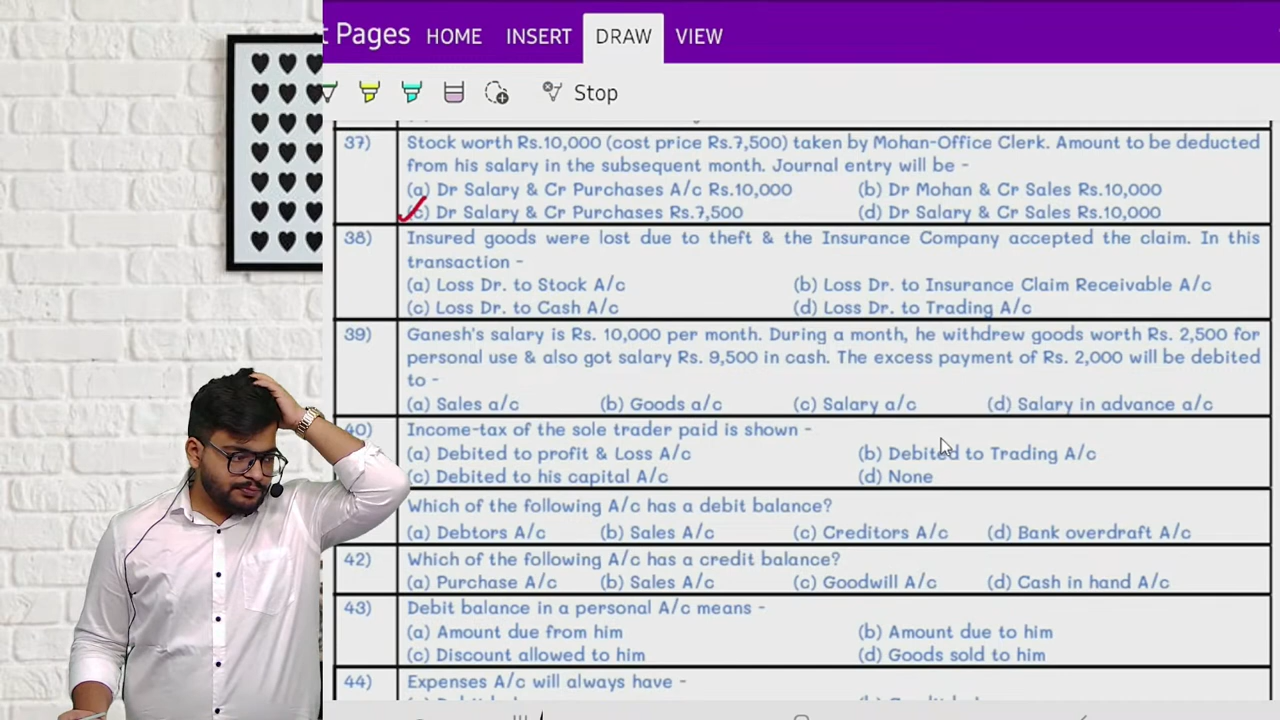 t Pages HOME INSERT DRAW VIEW
Stop
37) Stock worth Rs.10,000 (cost price Rs.7,500) taken by Mohan-Office Clerk. Amount to be deducted
from his salary in the subsequent month. Journal entry will be -
(a) Dr Salary & Cr Purchases A/c Rs.10,000 (b) Dr Mohan & Cr Sales Rs.10,000
(c) Dr Salary & Cr Purchases Rs.7,500 (d) Dr Salary & Cr Sales Rs.10,000
38) Insured goods were lost due to theft & the Insurance Company accepted the claim. In this
transaction -
(a) Loss Dr. to Stock A/c (b) Loss Dr. to Insurance Claim Receivable A/c
(c) Loss Dr. to Cash A/c (d) Loss Dr. to Trading A/c
39) Ganesh's salary is Rs. 10,000 per month. During a month, he withdrew goods worth Rs. 2,500 for
personal use & also got salary Rs. 9,500 in cash. The excess payment of Rs. 2,000 will be debited
to -
(a) Sales a/c (b) Goods a/c (c) Salary a/c (d) Salary in advance a/c
40) Income-tax of the sole trader paid is shown -
(a) Debited to profit & Loss A/c (b) Debited to Trading A/c
(c) Debited to his capital A/c (d) None
Which of the following A/c has a debit balance?
(a) Debtors A/c (b) Sales A/c (c) Creditors A/c (d) Bank overdraft A/c
42) Which of the following A/c has a credit balance?
(a) Purchase A/c (b) Sales A/c (c) Goodwill A/c (d) Cash in hand A/c
43) Debit balance in a personal A/c means -
(a) Amount due from him (b) Amount due to him
(c) Discount allowed to him (d) Goods sold to him
44) Expenses A/c will always have -